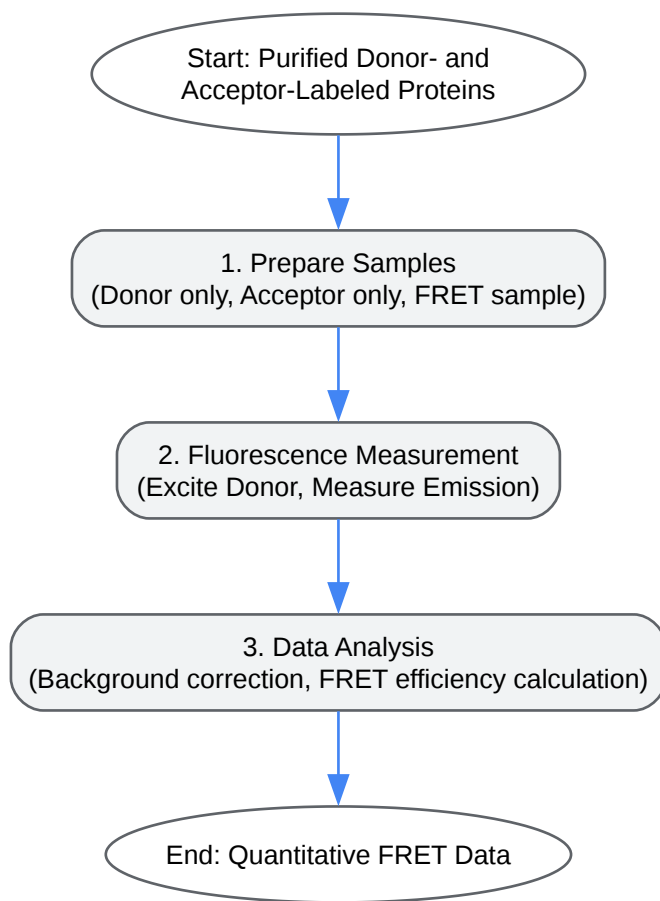 Start: Purified Donor- and
Acceptor-Labeled Proteins
1. Prepare Samples
(Donor only, Acceptor only, FRET sample)
2. Fluorescence Measurement
(Excite Donor, Measure Emission)
3. Data Analysis
(Background correction, FRET efficiency calculation)
End: Quantitative FRET Data